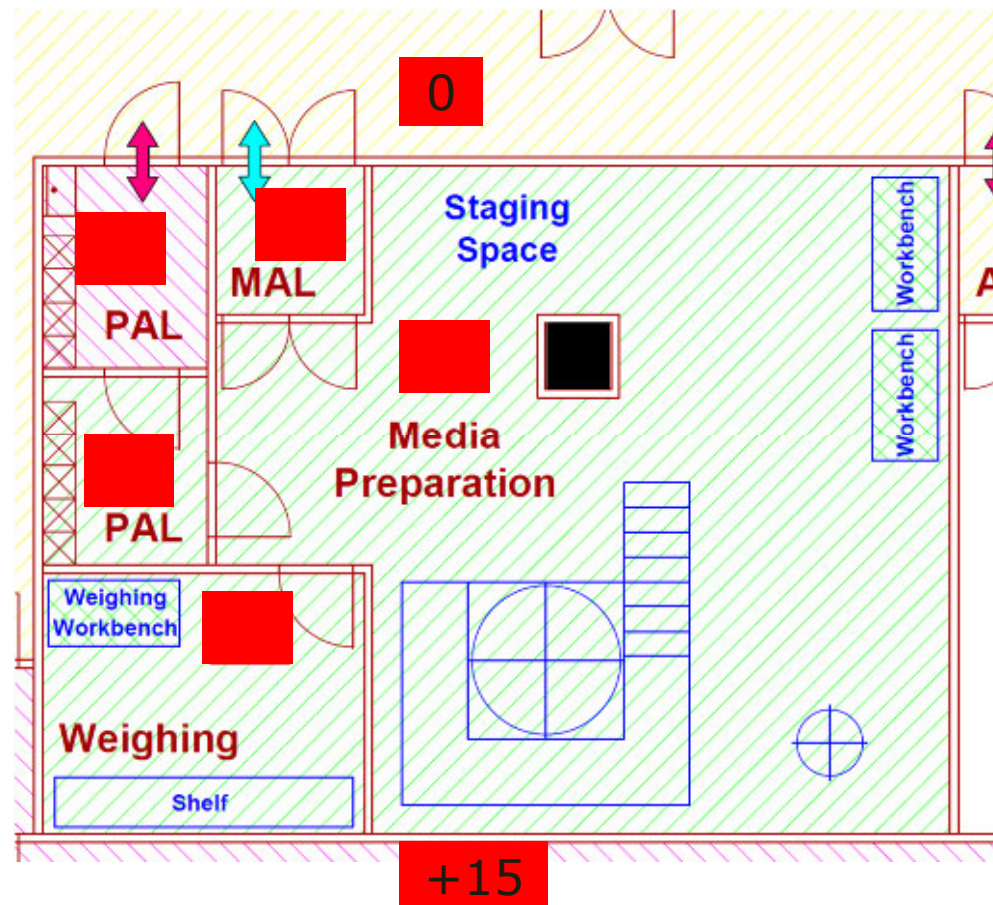 0
Staging
Space
Workbench
MAL
A
PAL
Workbench
Media
Preparation
PAL
Weighing
Workbench
Weighing
Shelf
+15